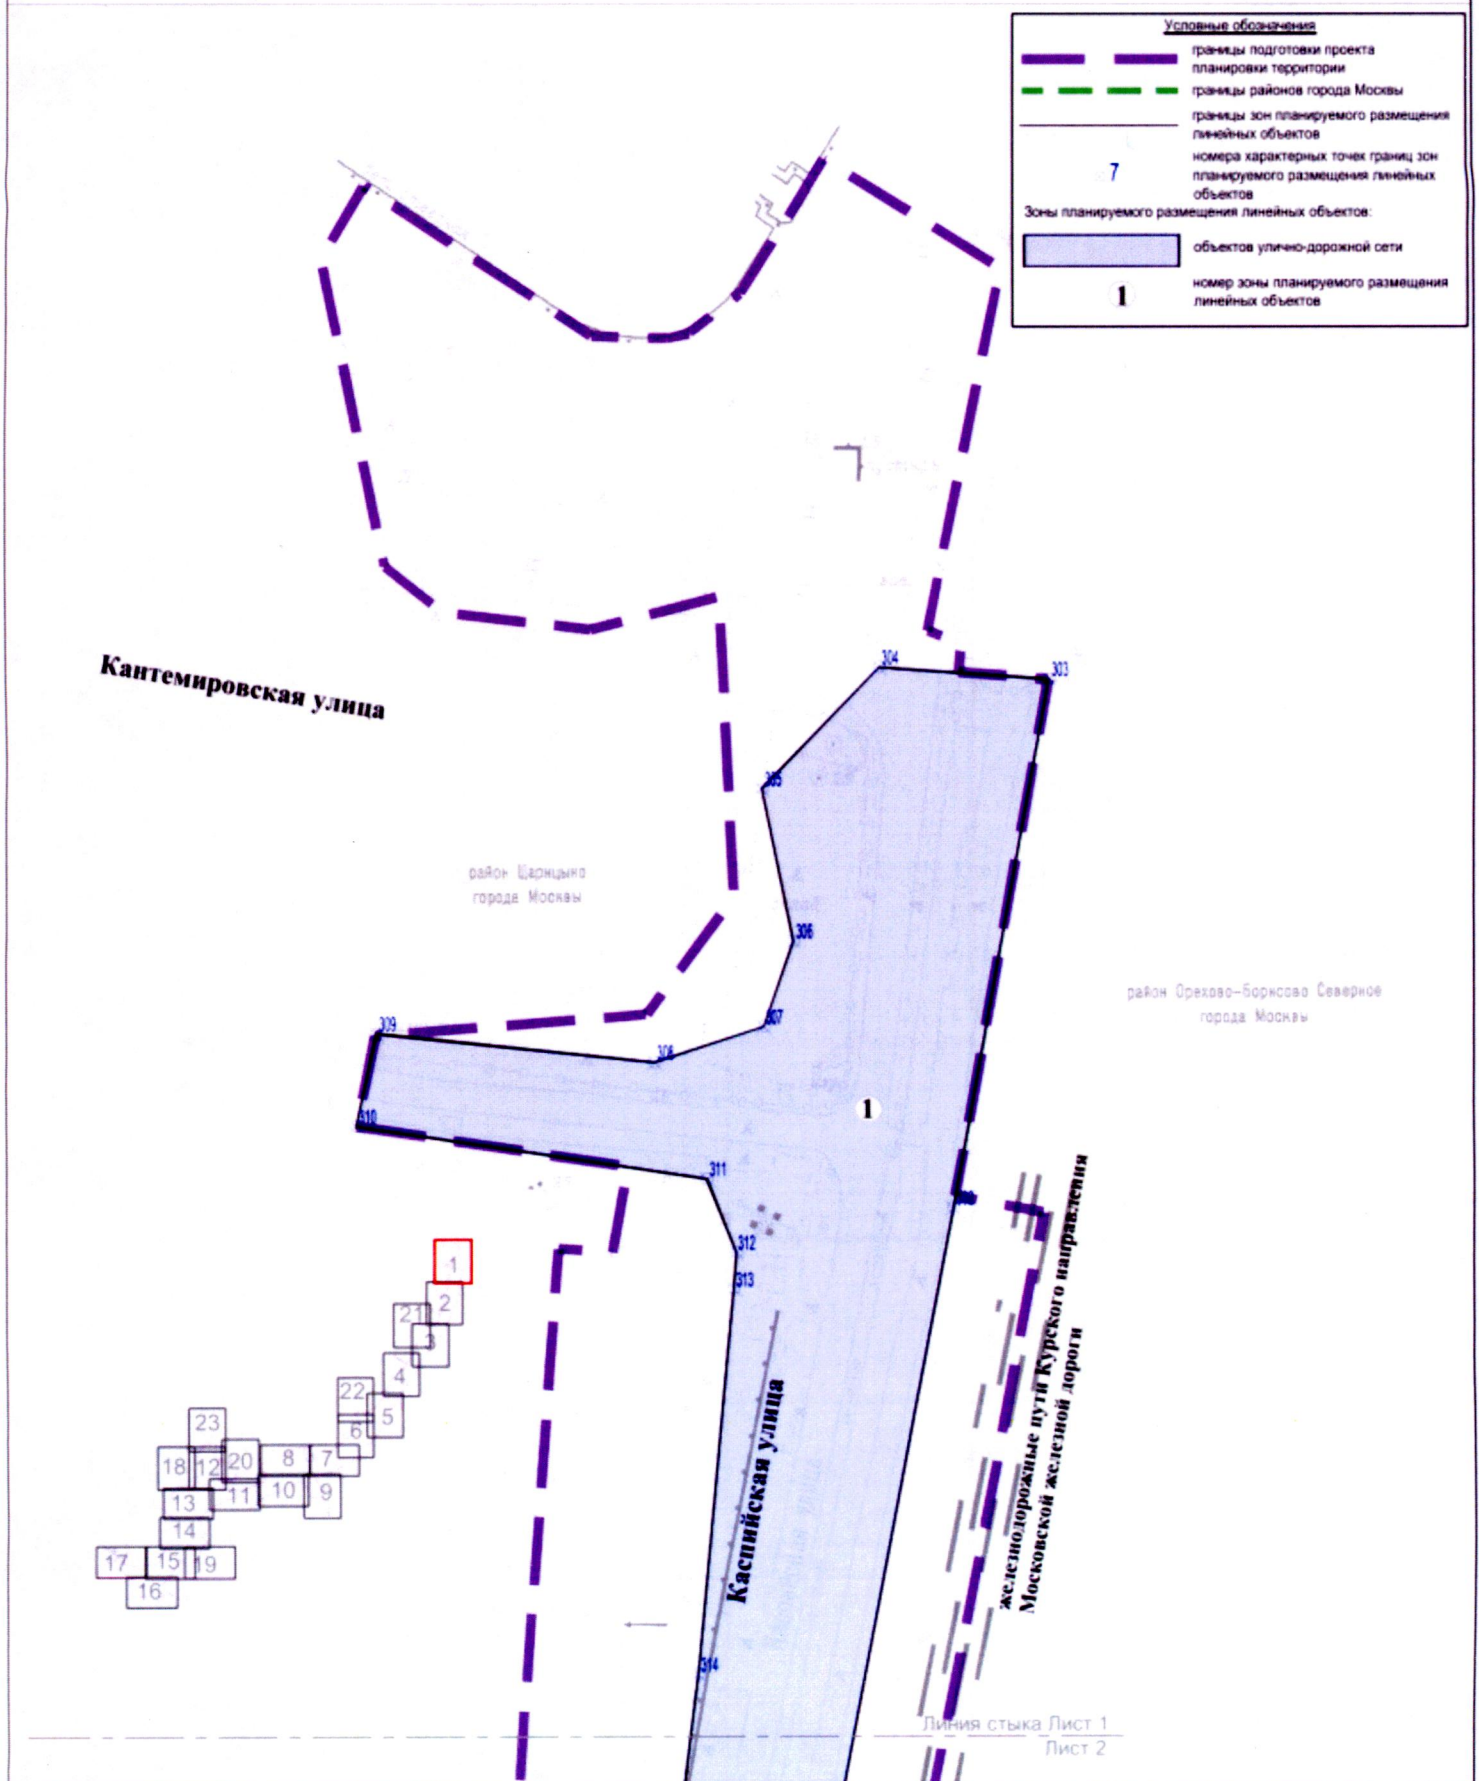 Условные обозначения
границы подготовки проекта
планировки территории
границы районов города Москвы
границы зон планируемого размещения
линейных объектов
7
номера характерных точек границ зон
планируемого размещения линейных
объектов
Зоны планируемого размещения линейных объектов:
объектов улично-дорожной сети
1
номер зоны планируемого размещения
линейных объектов
304
303
Кантемировская улица
305
район Царицыно
города Москвы
306
район Орехово-Борисово Северное
города Москвы
309
307
308
1
310
311
312
313
железнодорожные пути Курского направления
Московской железной дороги
Каспийская улица
1
2
21
3
4
22
5
23
6
18
12
20
8
7
13
11
10
9
14
17
15
19
16
314
Линия стыка Лист 1
Лист 2